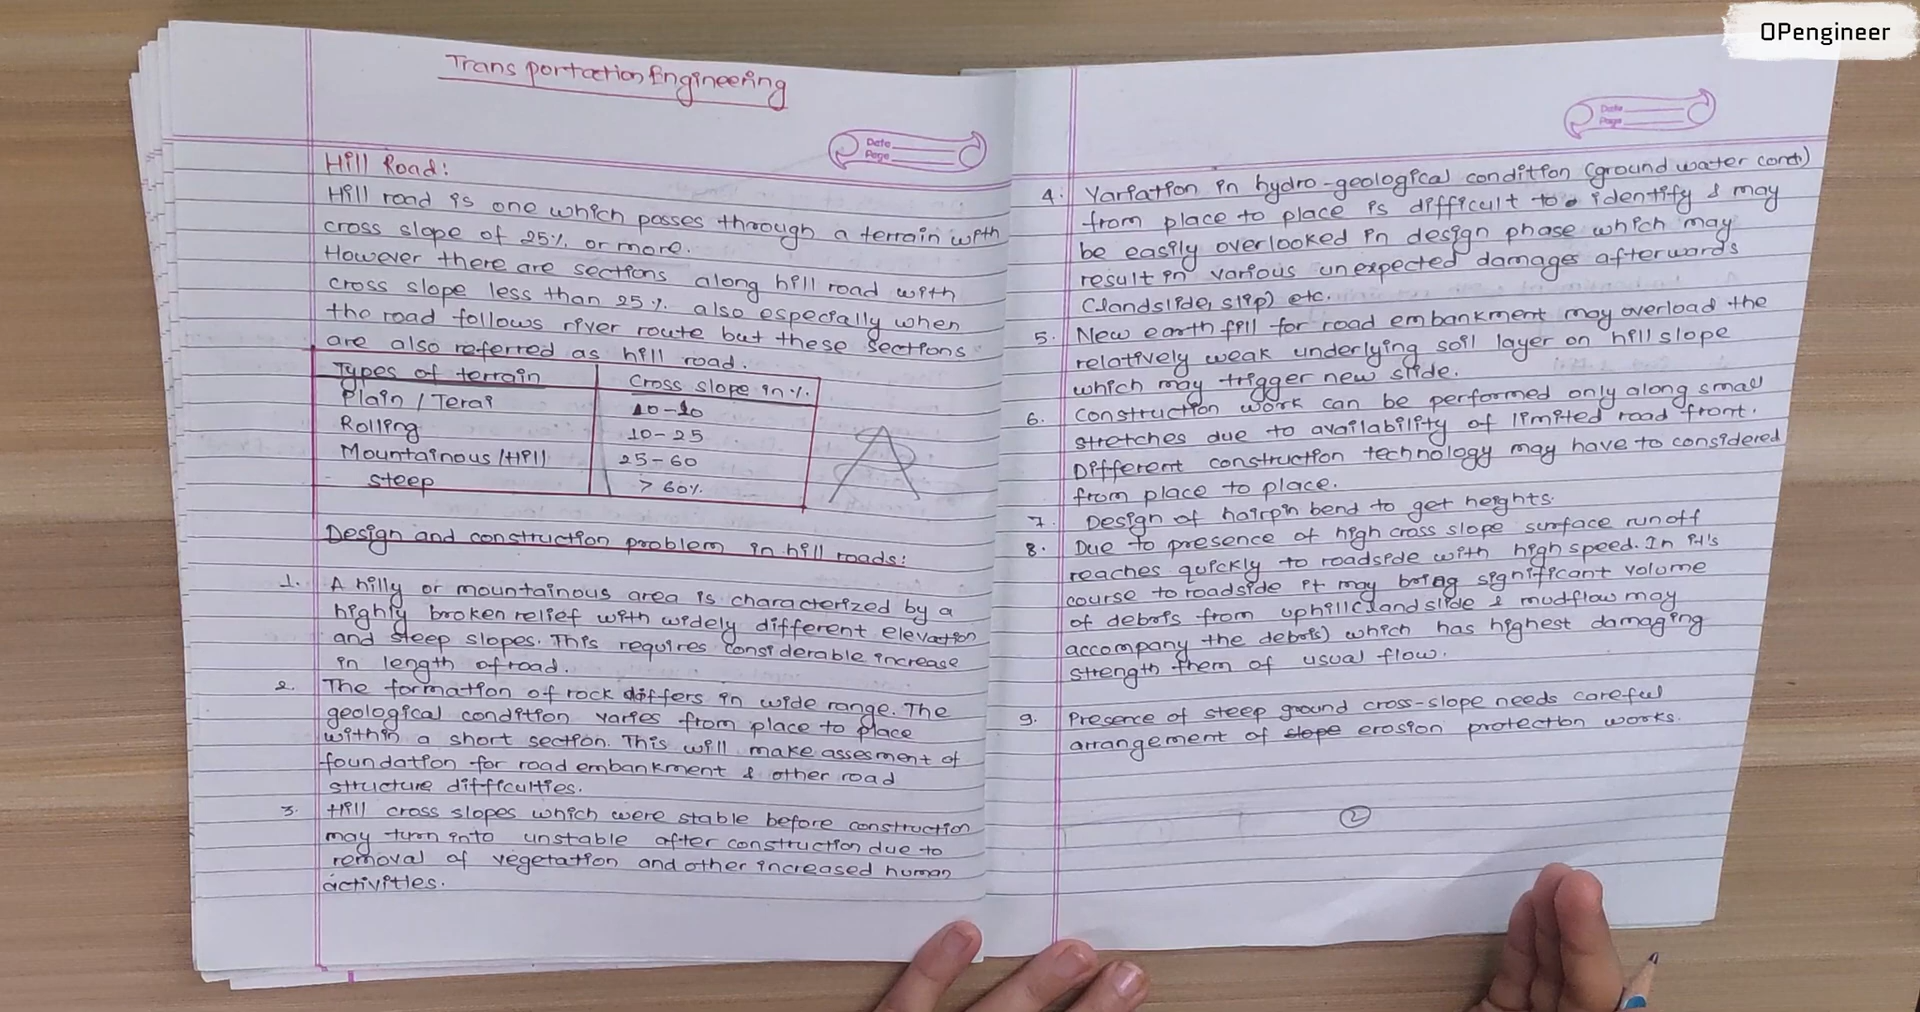 OPengineer
Transportation Engineering
Date
Page
Hill Road:
Hill road is one which passes through a terrain with
cross slope of 25% or more.
However there are sections along hill road with
cross slope less than 25% also especially when
the road follows river route but these sections
are also referred as hill road.
Types of terrain | Cross slope in %.
Plain / Terai
Rolling 10-25
Mountainous/Hill 25-60
steep > 60%
Design and construction problem in hill roads:
1. A hilly or mountainous area is characterized by a
highly broken relief with widely different elevation
and steep slopes. This requires considerable increase
in length of road.
2. The formation of rock differs in wide range. The
geological condition varies from place to place
within a short section. This will make assesment of
foundation for road embankment & other road
structure difficulties.
3. Hill cross slopes which were stable before construction
may turn into unstable after construction due to
removal of vegetation and other increased human
activities.
Date
Page
4. Variation in hydro-geological condition (ground water cond.)
from place to place is difficult to identify & may
be easily overlooked in design phase which may
result in various unexpected damages afterwards
(landslide, slip) etc.
5. New earth fill for road embankment may overload the
relatively weak underlying soil layer on hill slope
which may trigger new slide.
6. construction work can be performed only along small
stretches due to availability of limited road front.
Different construction technology may have to considered
from place to place.
7. Design of hairpin bend to get heights.
8. Due to presence of high cross slope surface runoff
reaches quickly to roadside with high speed. In it's
course to roadside it may bring significant volume
of debris from uphill (landslide & mudflow may
accompany the debris) which has highest damaging
strength them of usual flow.
9. Presence of steep ground cross-slope needs careful
arrangement of slope erosion protection works.
2